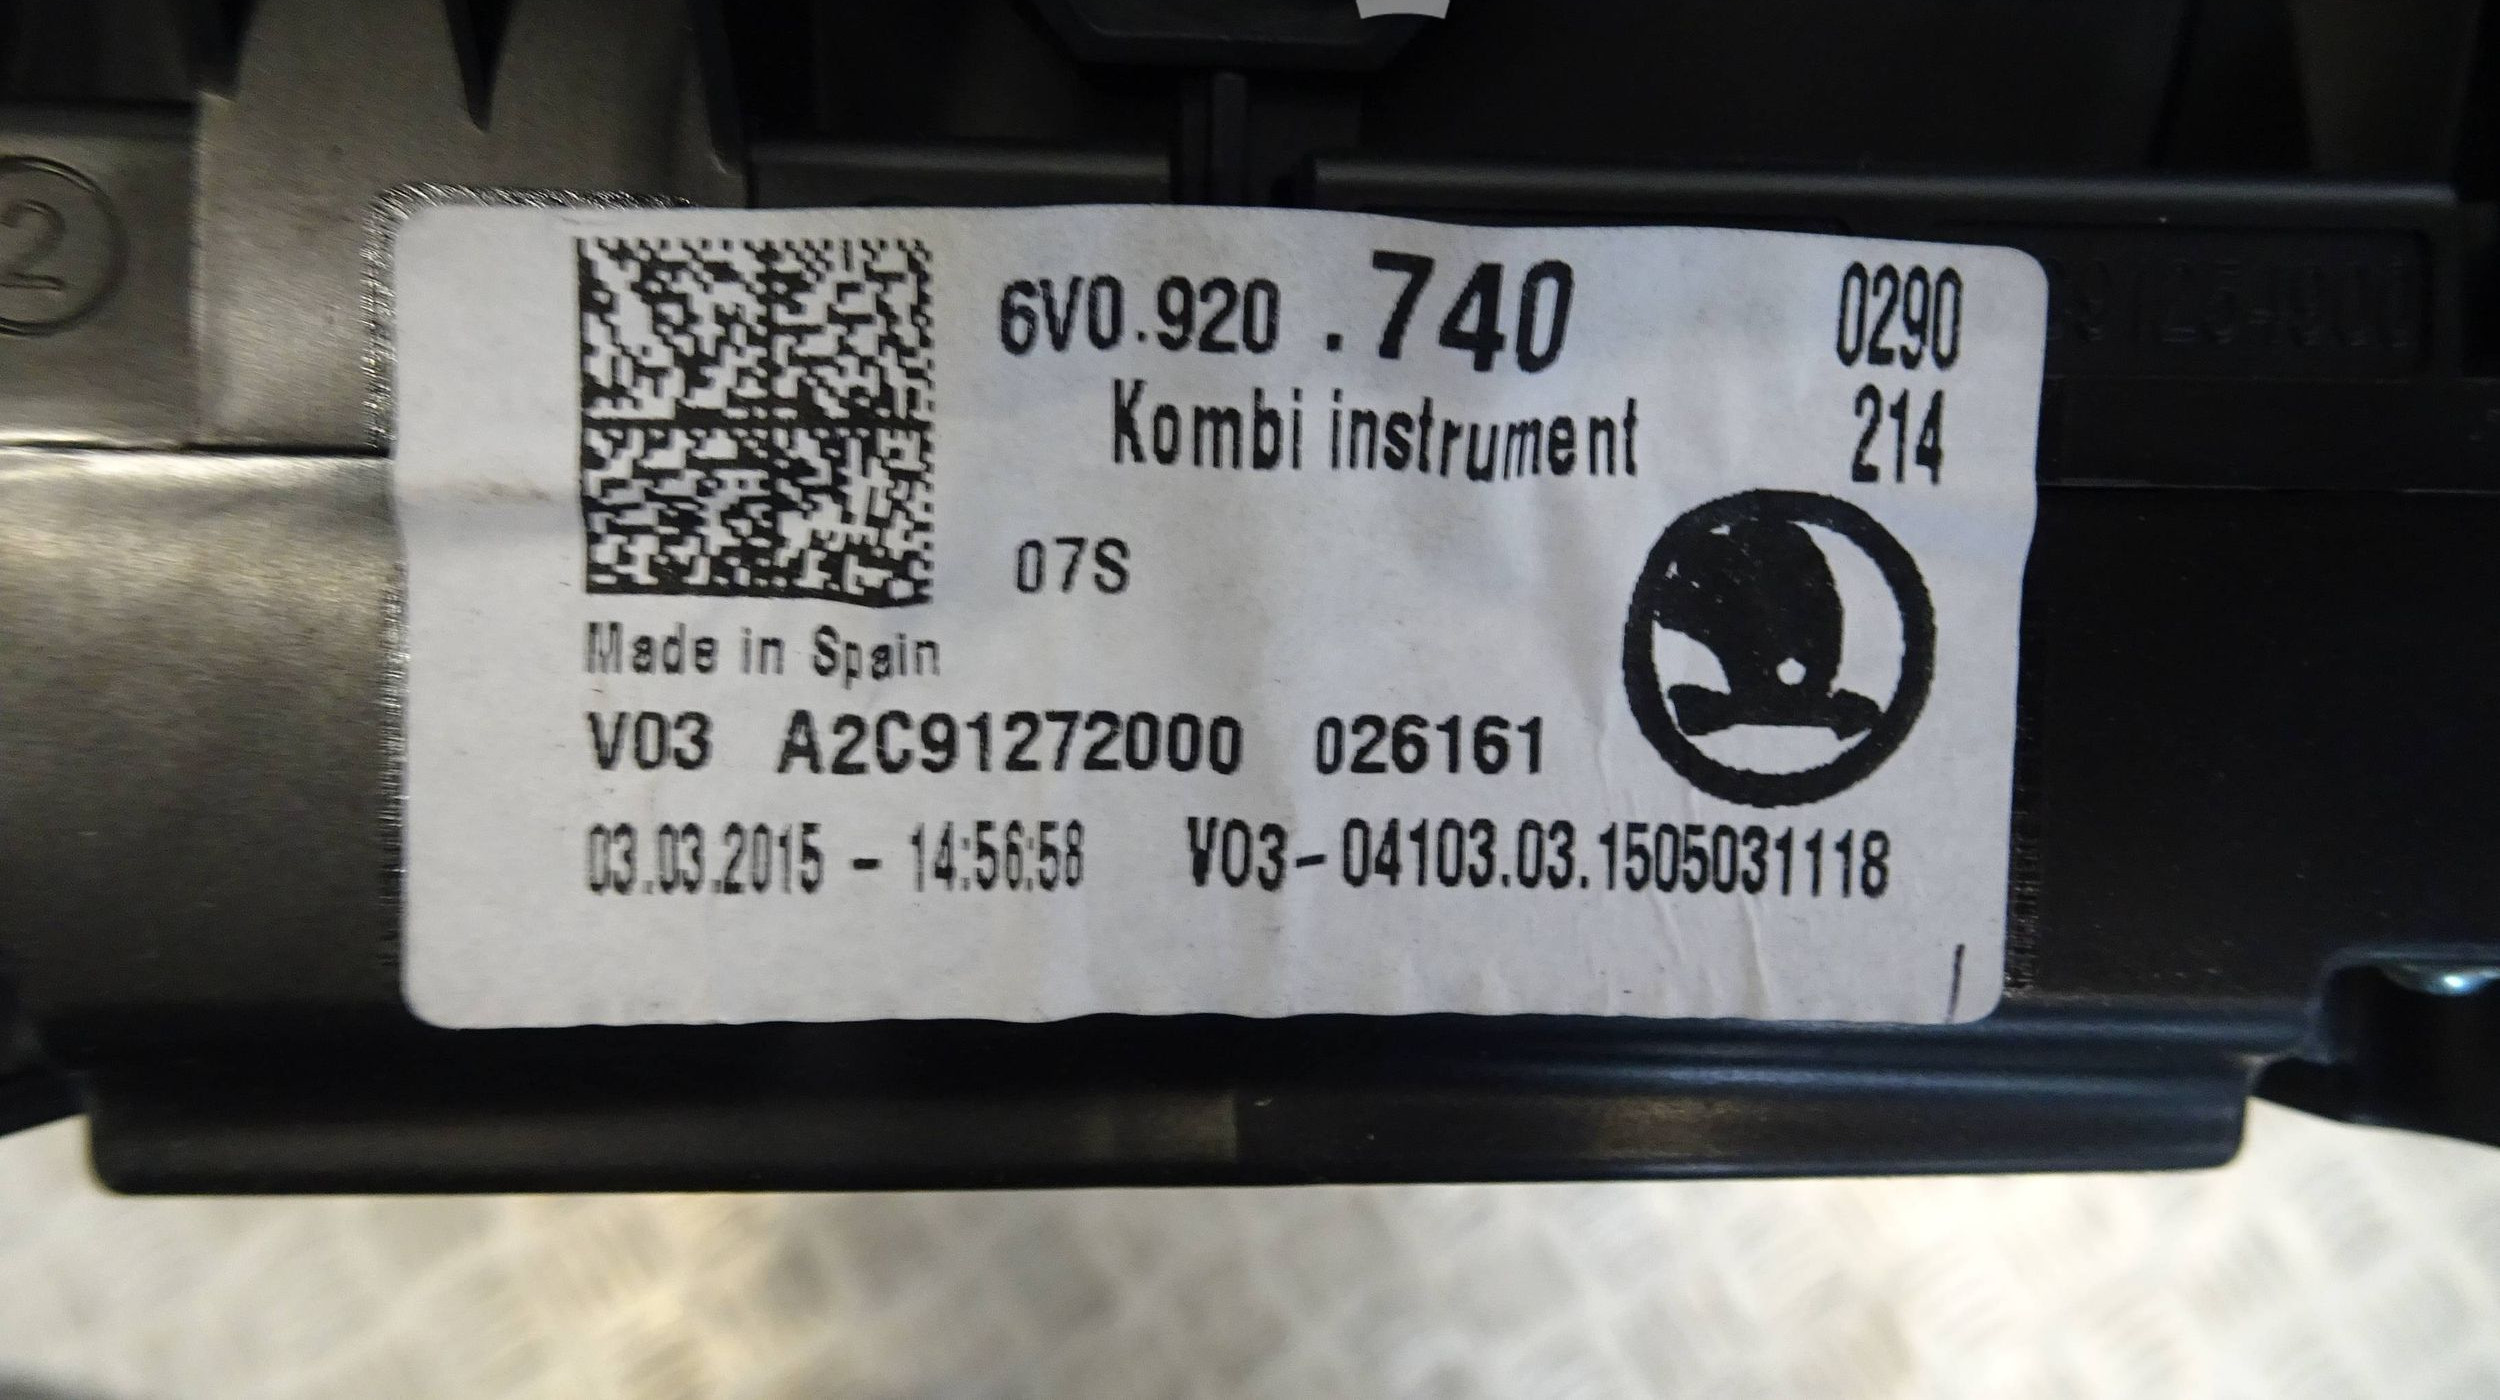 2
6V0.920 .740 0290
Kombi instrument 214
07S
Made in Spain
V03 A2C91272000 026161
03.03.2015 - 14:56:58 V03-04103.03.1505031118